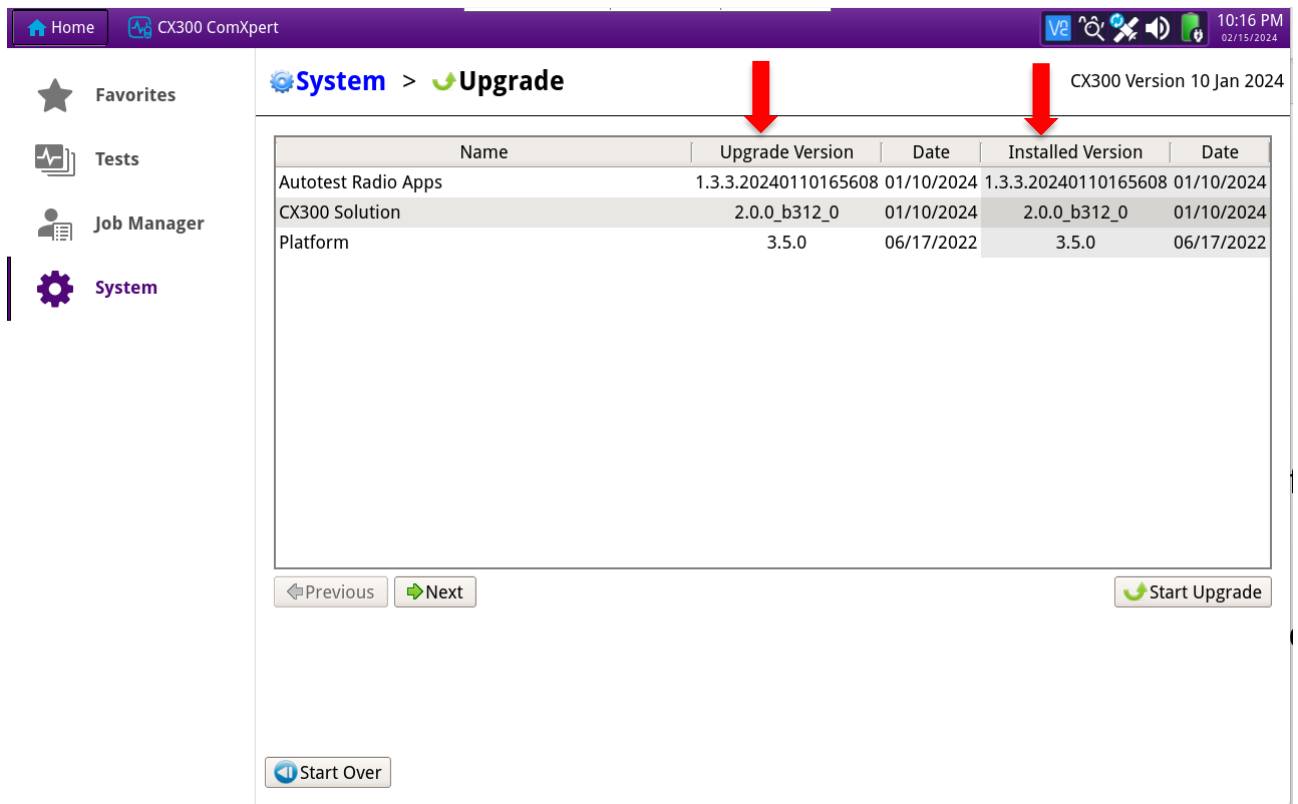 Home CX300 ComXpert 10:16 PM
02/15/2024
System > Upgrade CX300 Version 10 Jan 2024
Favorites
Tests
Job Manager
System
Name Upgrade Version Date Installed Version Date
Autotest Radio Apps 1.3.3.20240110165608 01/10/2024 1.3.3.20240110165608 01/10/2024
CX300 Solution 2.0.0_b312_0 01/10/2024 2.0.0_b312_0 01/10/2024
Platform 3.5.0 06/17/2022 3.5.0 06/17/2022
Previous Next Start Upgrade
Start Over